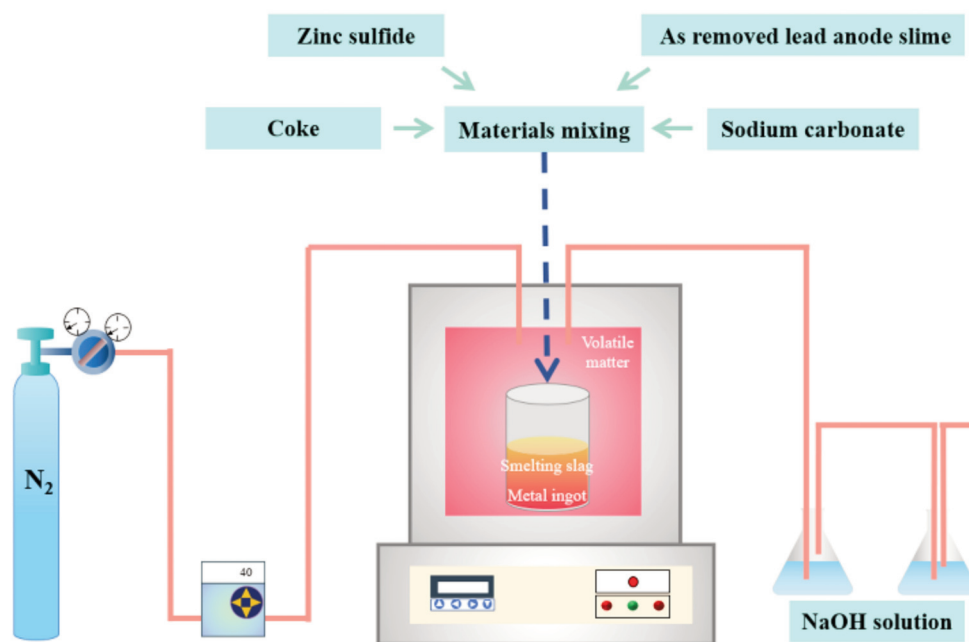 Zinc sulfide
As removed lead anode slime
Coke
Materials mixing
Sodium carbonate
Volatile
matter
Smelting slag
Metal ingot
N₂
40
NaOH solution